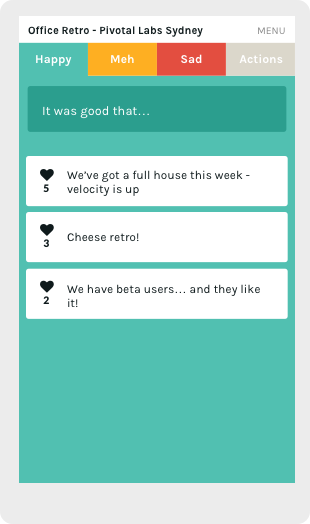 Office Retro - Pivotal Labs Sydney MENU
Happy Meh Sad Actions
It was good that...
5 We've got a full house this week -
velocity is up
3 Cheese retro!
2 We have beta users... and they like
it!